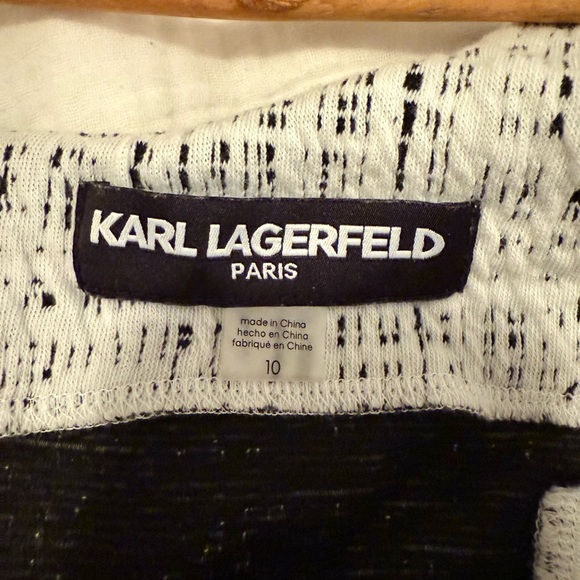 KARL LAGERFELD
PARIS
made in China
hecho en China
fabriqué en Chine
10